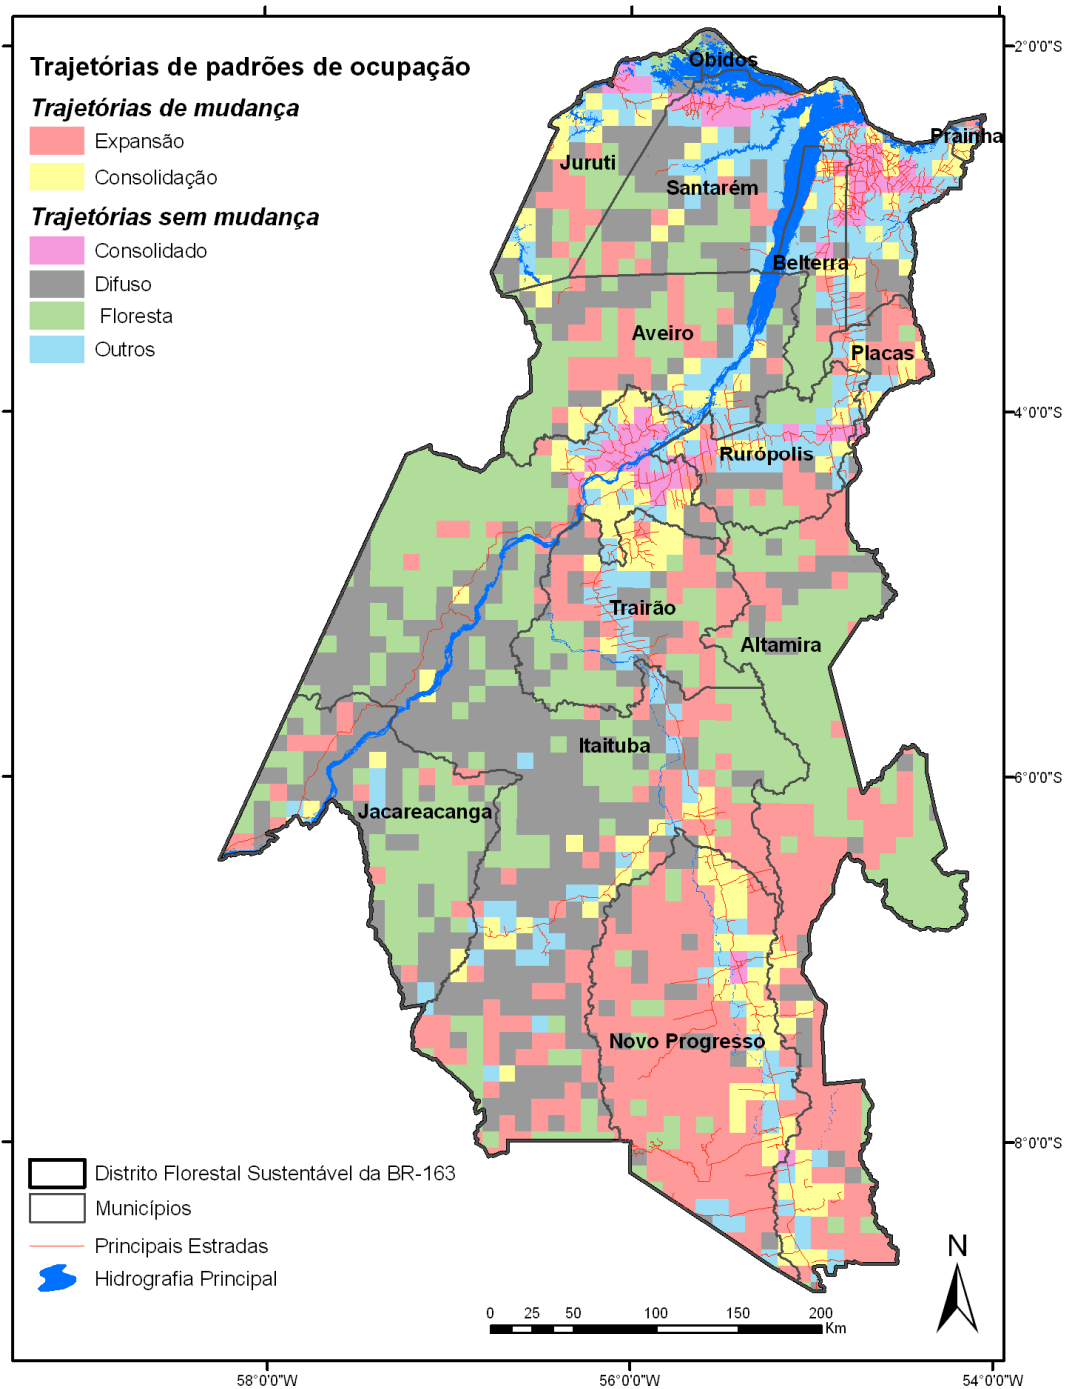 Trajetórias de padrões de ocupação
Trajetórias de mudança
Expansão
Consolidação
Trajetórias sem mudança
Consolidado
Difuso
Floresta
Outros
Óbidos
Prainha
Juruti
Santarém
Belterra
Aveiro
Placas
Rurópolis
Trairão
Altamira
Itaituba
Jacareacanga
Novo Progresso
2°0'0"S
4°0'0"S
6°0'0"S
8°0'0"S
Distrito Florestal Sustentável da BR-163
Municípios
Principais Estradas
Hidrografia Principal
N
0 25 50 100 150 200
Km
58°0'0"W 56°0'0"W 54°0'0"W